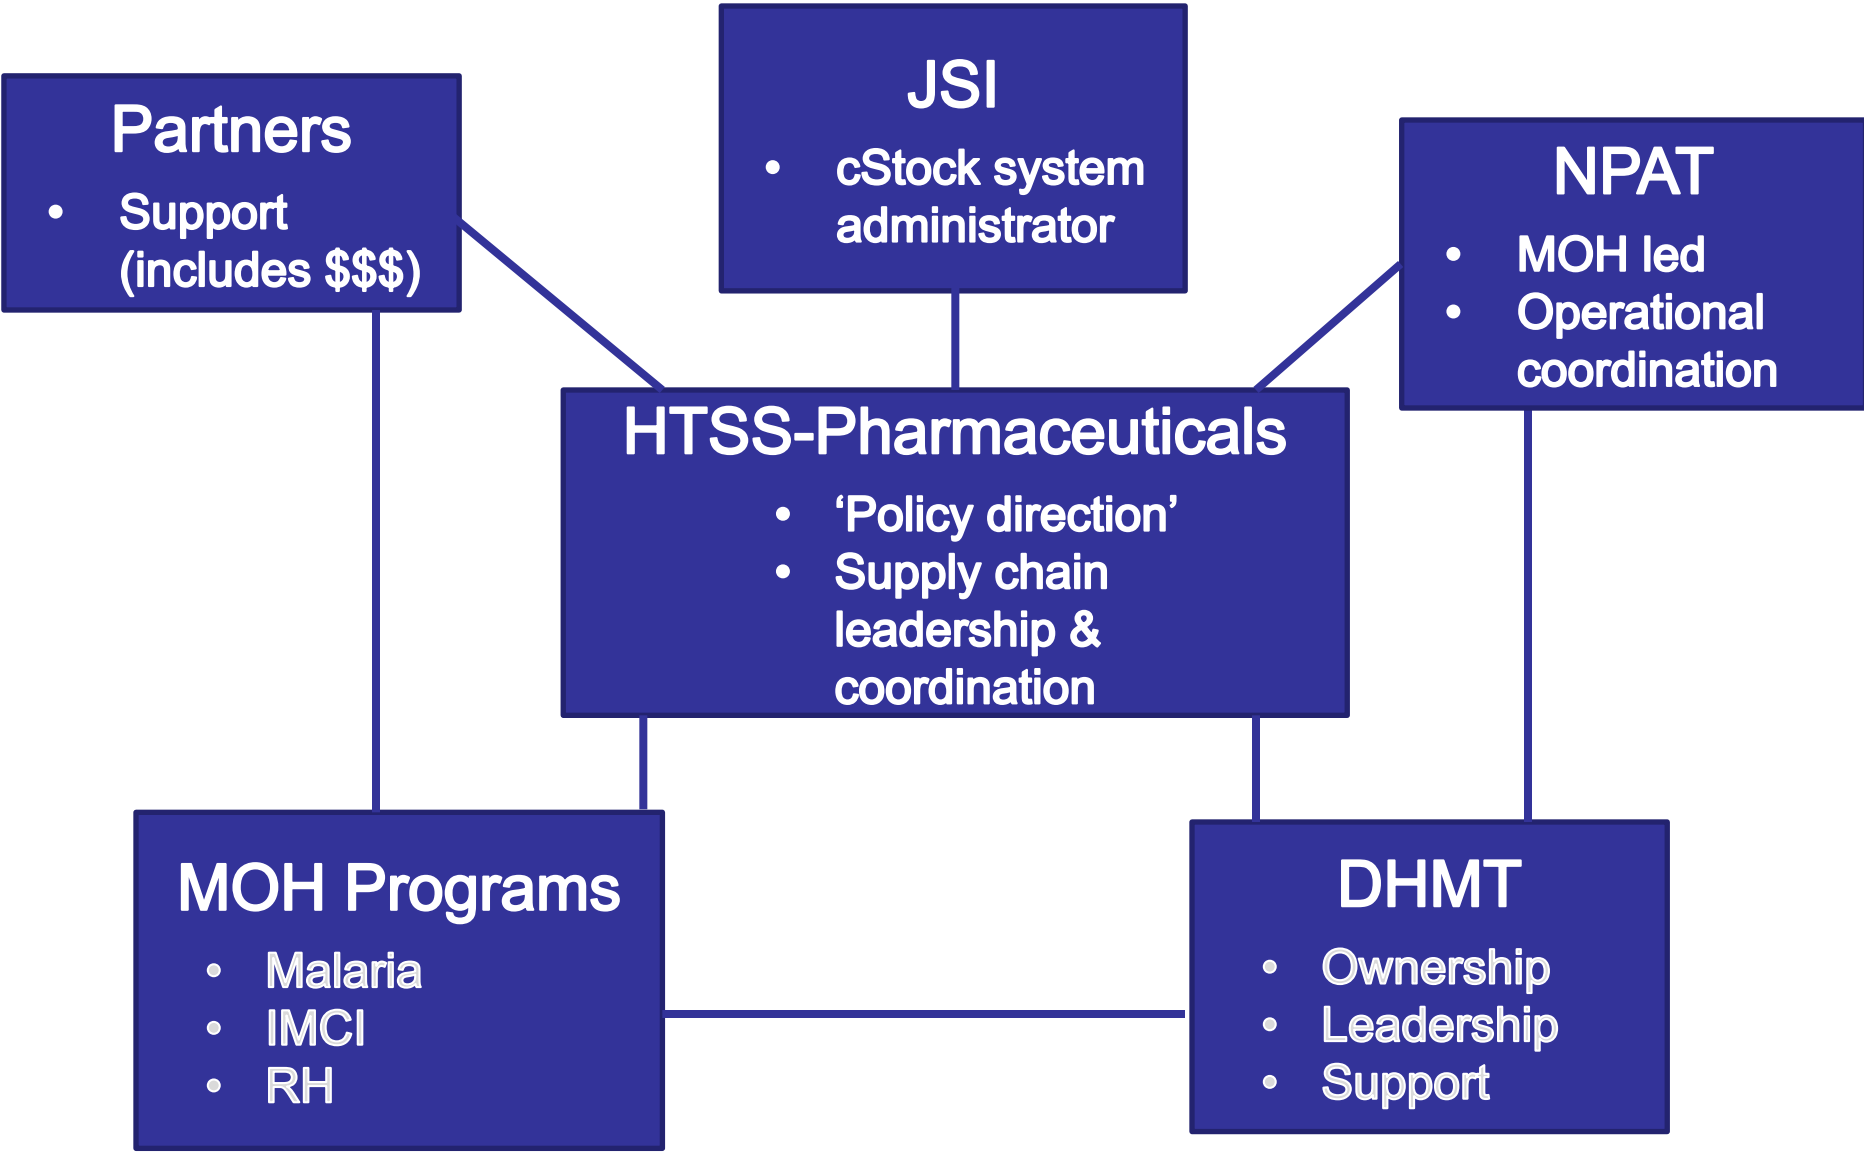 Partners
• Support
(includes $$$)
JSI
• cStock system
administrator
NPAT
• MOH led
• Operational
coordination
HTSS-Pharmaceuticals
• ‘Policy direction’
• Supply chain
leadership &
coordination
MOH Programs
• Malaria
• IMCI
• RH
DHMT
• Ownership
• Leadership
• Support